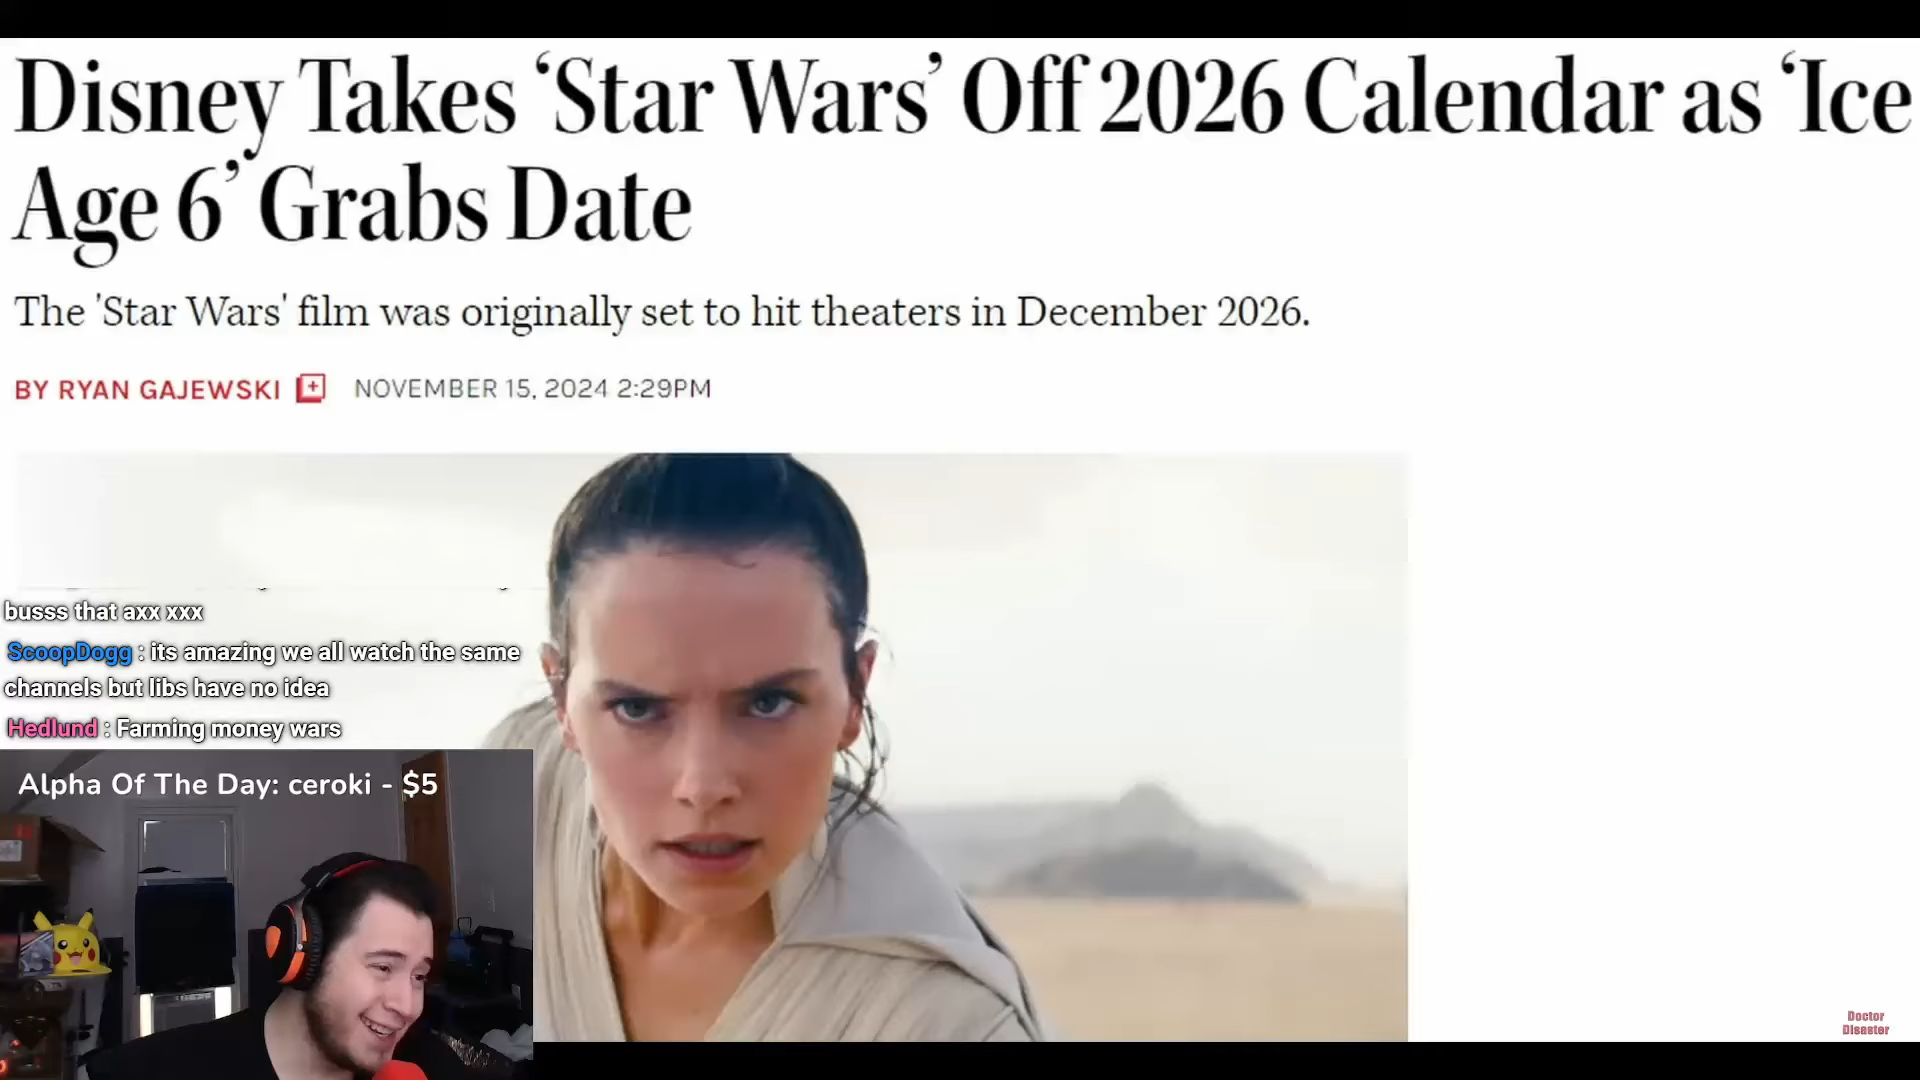 Disney Takes ‘Star Wars’ Off 2026 Calendar as ‘Ice
Age 6’ Grabs Date
The 'Star Wars' film was originally set to hit theaters in December 2026.
BY RYAN GAJEWSKI
NOVEMBER 15, 2024 2:29PM
busss that axx xxx
ScoopDogg : its amazing we all watch the same
channels but libs have no idea
Hedlund : Farming money wars
Alpha Of The Day: ceroki - $5
Doctor
Disaster